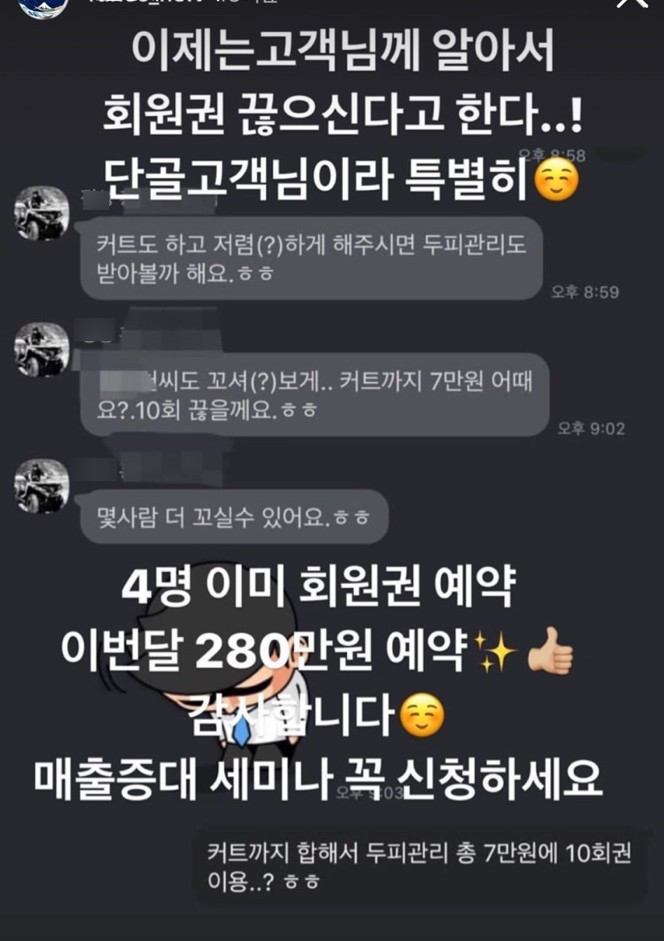 이제는고객님께 알아서
회원권 끊으신다고 한다..!
오후 8:58
단골고객님이라 특별히☺️
커트도 하고 저렴(?)하게 해주시면 두피관리도
받아볼까 해요.ㅎㅎ
오후 8:59
씨도 꼬셔(?)보게.. 커트까지 7만원 어때
요?.10회 끊을께요.ㅎㅎ
오후 9:02
몇사람 더 꼬실수 있어요.ㅎㅎ
4명 이미 회원권 예약
이번달 280만원 예약✨👍🏼
감사합니다☺️
매출증대 세미나 꼭 신청하세요
오후 9:03
커트까지 합해서 두피관리 총 7만원에 10회권
이용..? ㅎㅎ